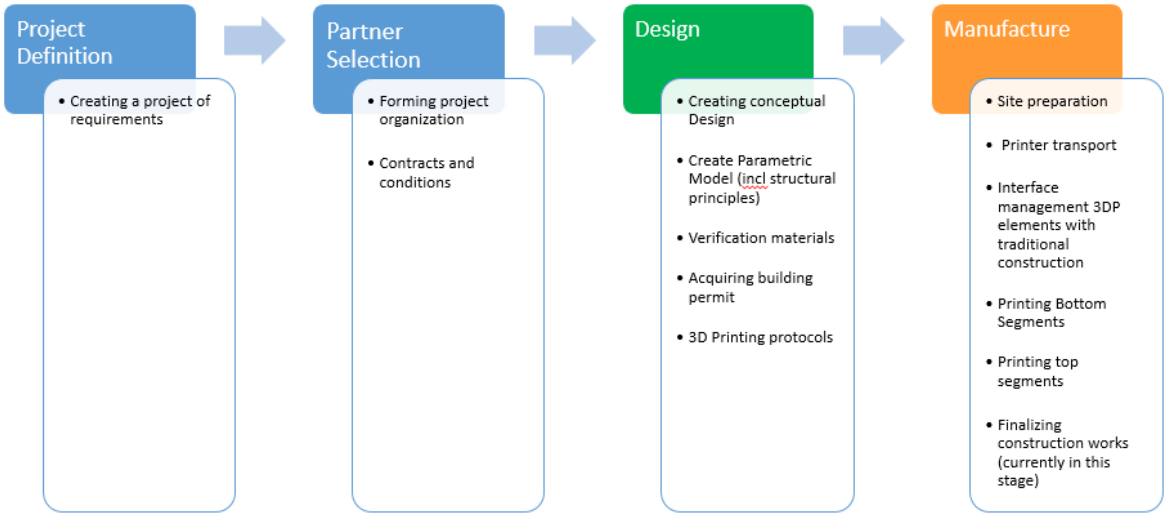 Project
Definition
• Creating a project of
requirements
Partner
Selection
• Forming project
organization
• Contracts and
conditions
Design
• Creating conceptual
Design
• Create Parametric
Model (incl structural
principles)
• Verification materials
• Acquiring building
permit
• 3D Printing protocols
Manufacture
• Site preparation
• Printer transport
• Interface
management 3DP
elements with
traditional
construction
• Printing Bottom
Segments
• Printing top
segments
• Finalizing
construction works
(currently in this
stage)